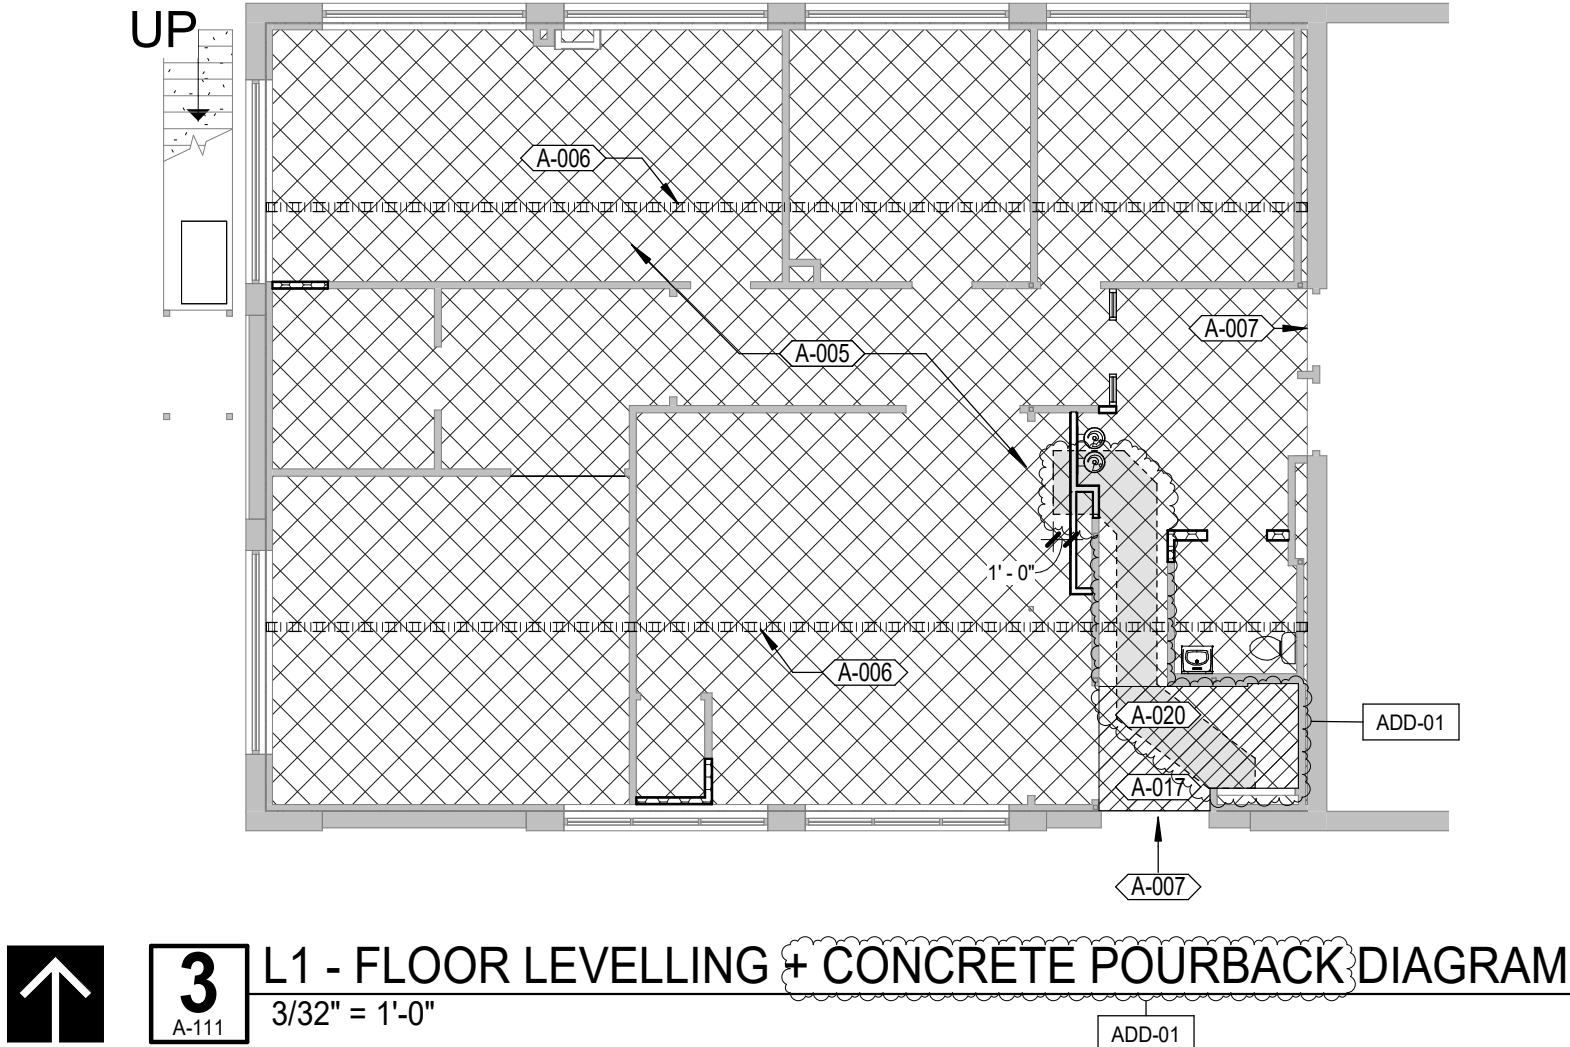 UP
A-006
A-007
A-005
1' - 0"
A-006
A-020
ADD-01
A-017
A-007
3
A-111
L1 - FLOOR LEVELLING + CONCRETE POURBACK DIAGRAM
3/32" = 1'-0"
ADD-01